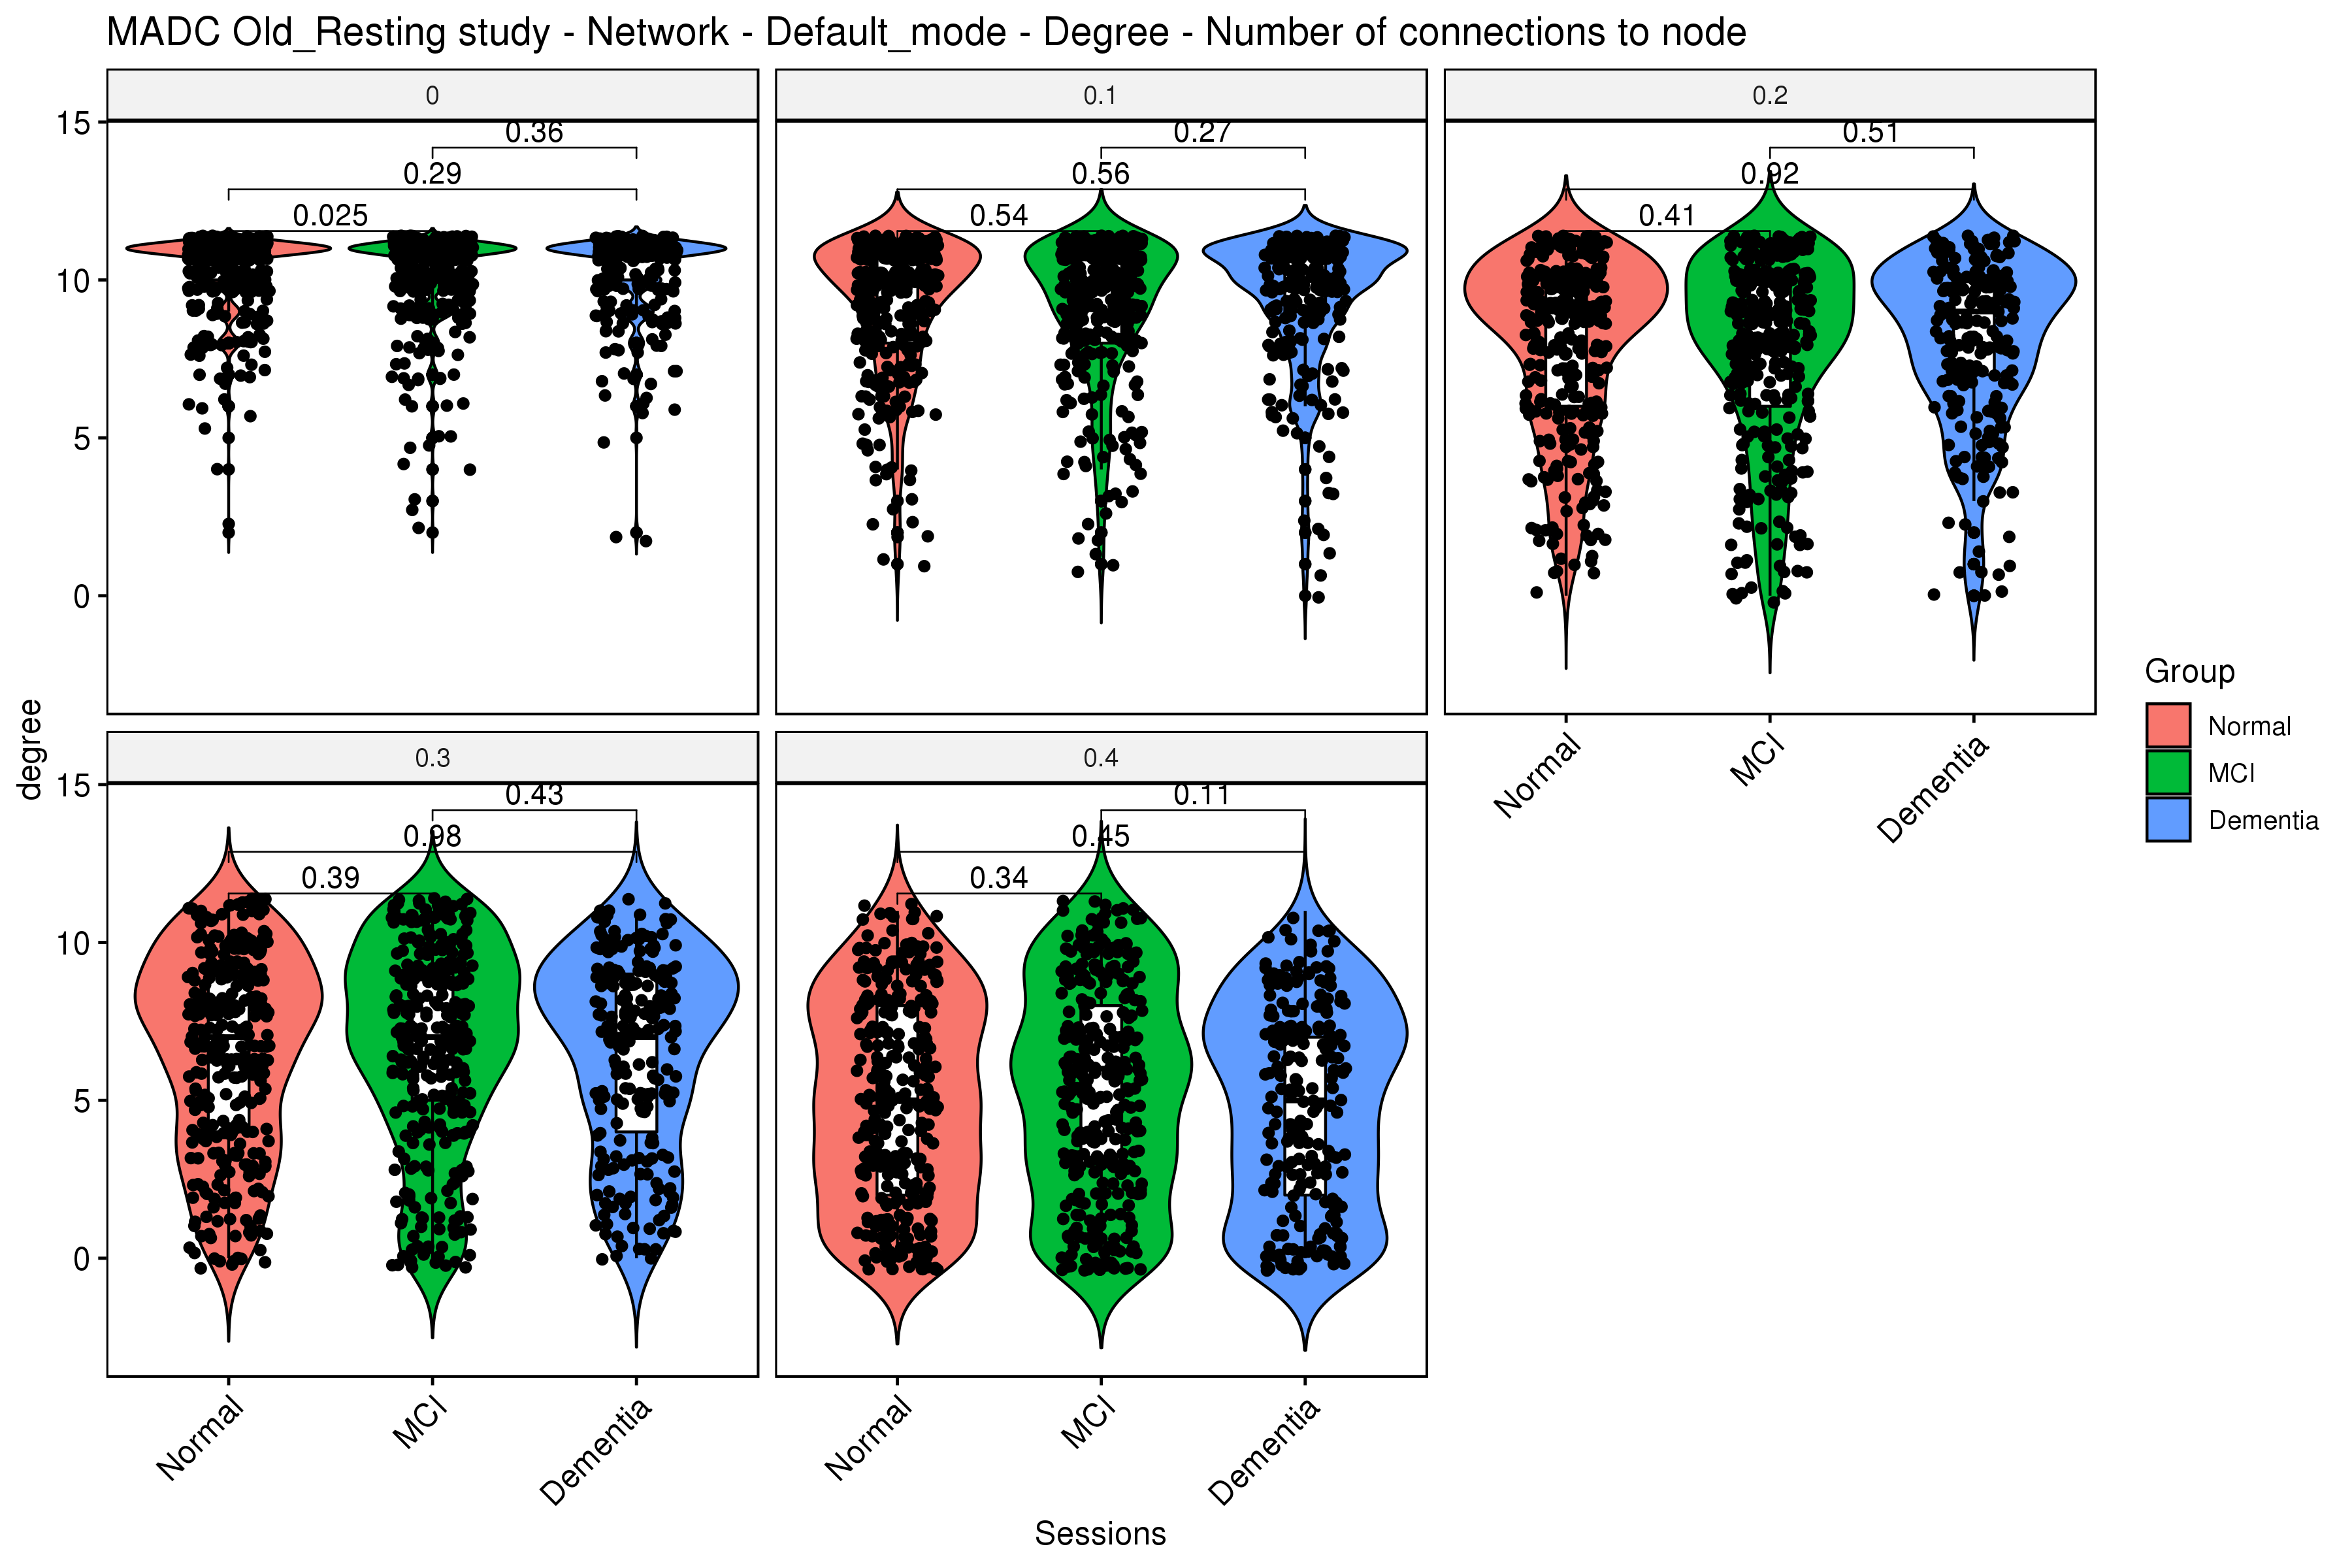 MADC Old_Resting study - Network - Default_mode - Degree - Number of connections to node
0
0.1
0.2
15
10
5
0
0.36
0.29
0.025
0.27
0.56
0.54
0.51
0.92
0.41
Normal
MCI
Dementia
degree
0.3
0.4
15
10
5
0
0.43
0.98
0.39
0.11
0.45
0.34
Normal
MCI
Dementia
Normal
MCI
Dementia
Sessions
Group
Normal
MCI
Dementia